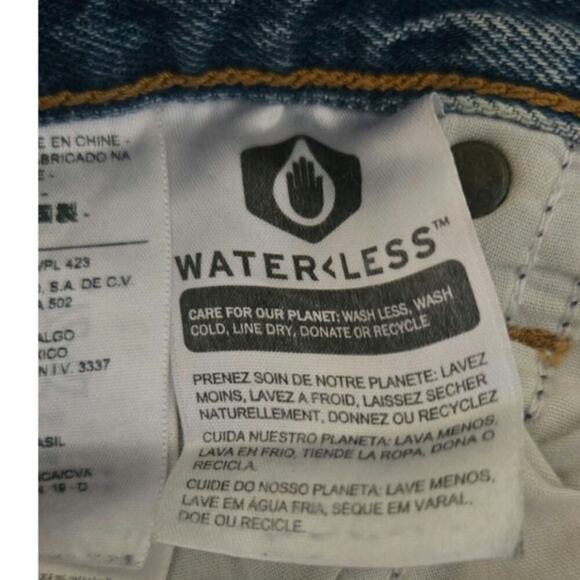 E EN CHINE -
BRICADO NA
製 -
/PL 423
S.A. DE C.V.
A 502
ALGO
XICO
N I.V. 3337
ASIL
CA/CVA
WATER<LESS™
CARE FOR OUR PLANET: WASH LESS, WASH
COLD, LINE DRY, DONATE OR RECYCLE
PRENEZ SOIN DE NOTRE PLANETE: LAVEZ
MOINS, LAVEZ A FROID, LAISSEZ SECHER
NATURELLEMENT, DONNEZ OU RECYCLEZ
CUIDA NUESTRO PLANETA: LAVA MENOS,
LAVA EN FRIO, TIENDE LA ROPA, DONA O
RECICLA.
CUIDE DO NOSSO PLANETA: LAVE MENOS,
LAVE EM ÁGUA FRIA, SEQUE EM VARAL,
DOE OU RECICLE.